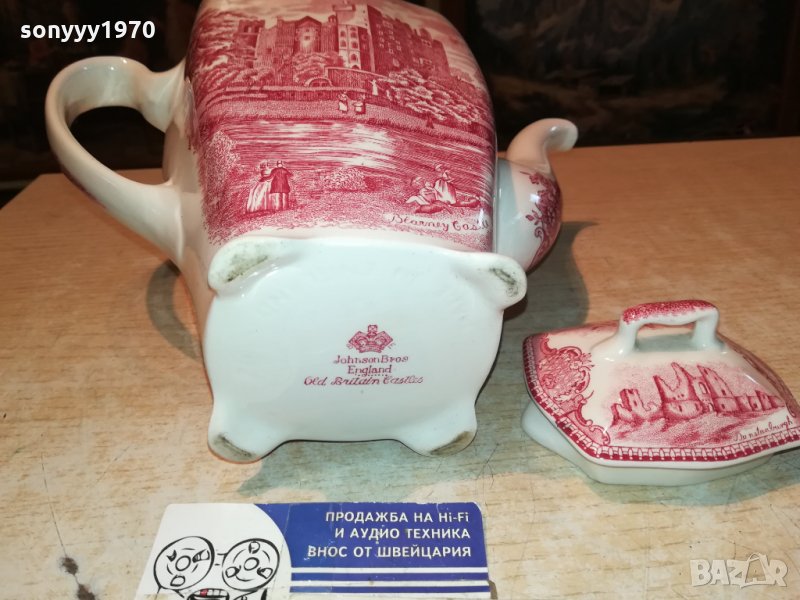 sonyyy1970
Blarney Castle
Johnson Bros
England
Old Britain Castles
Dunstanburgh
ПРОДАЖБА НА Hi-Fi
И АУДИО ТЕХНИКА
ВНОС ОТ ШВЕЙЦАРИЯ
BAZAR